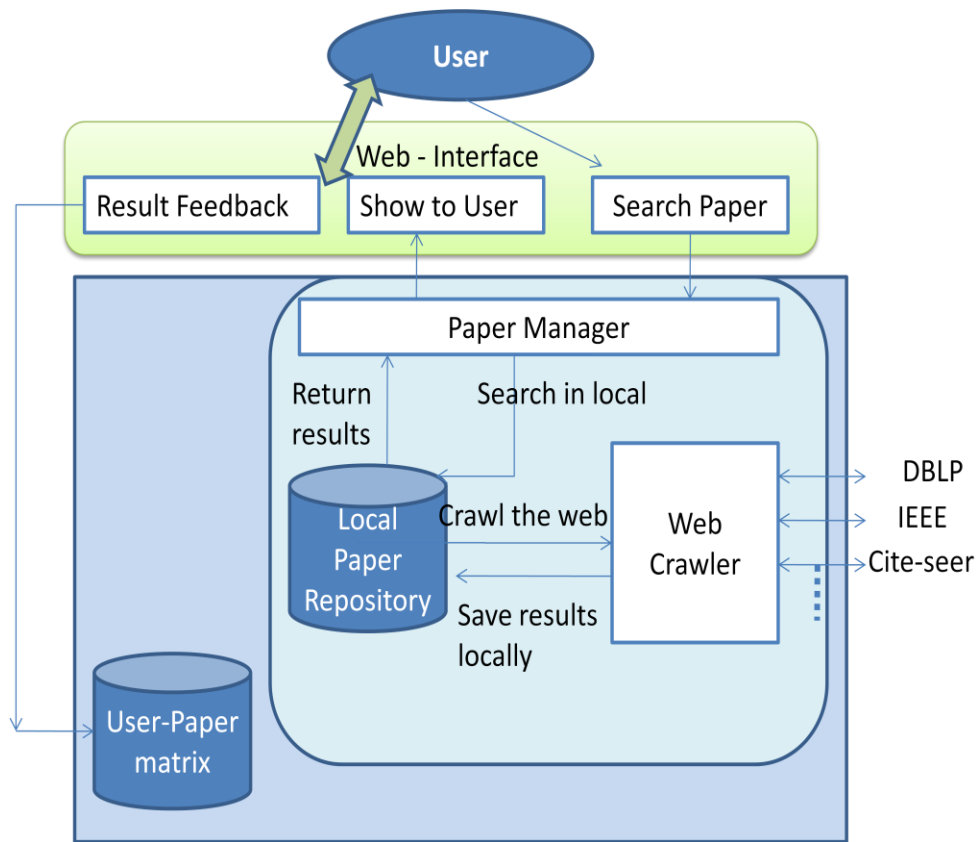 User
Web - Interface
Result Feedback
Show to User
Search Paper
Paper Manager
Return
results
Search in local
Local
Paper
Repository
Crawl the web
Web
Crawler
DBLP
IEEE
Cite-seer
Save results
locally
User-Paper
matrix